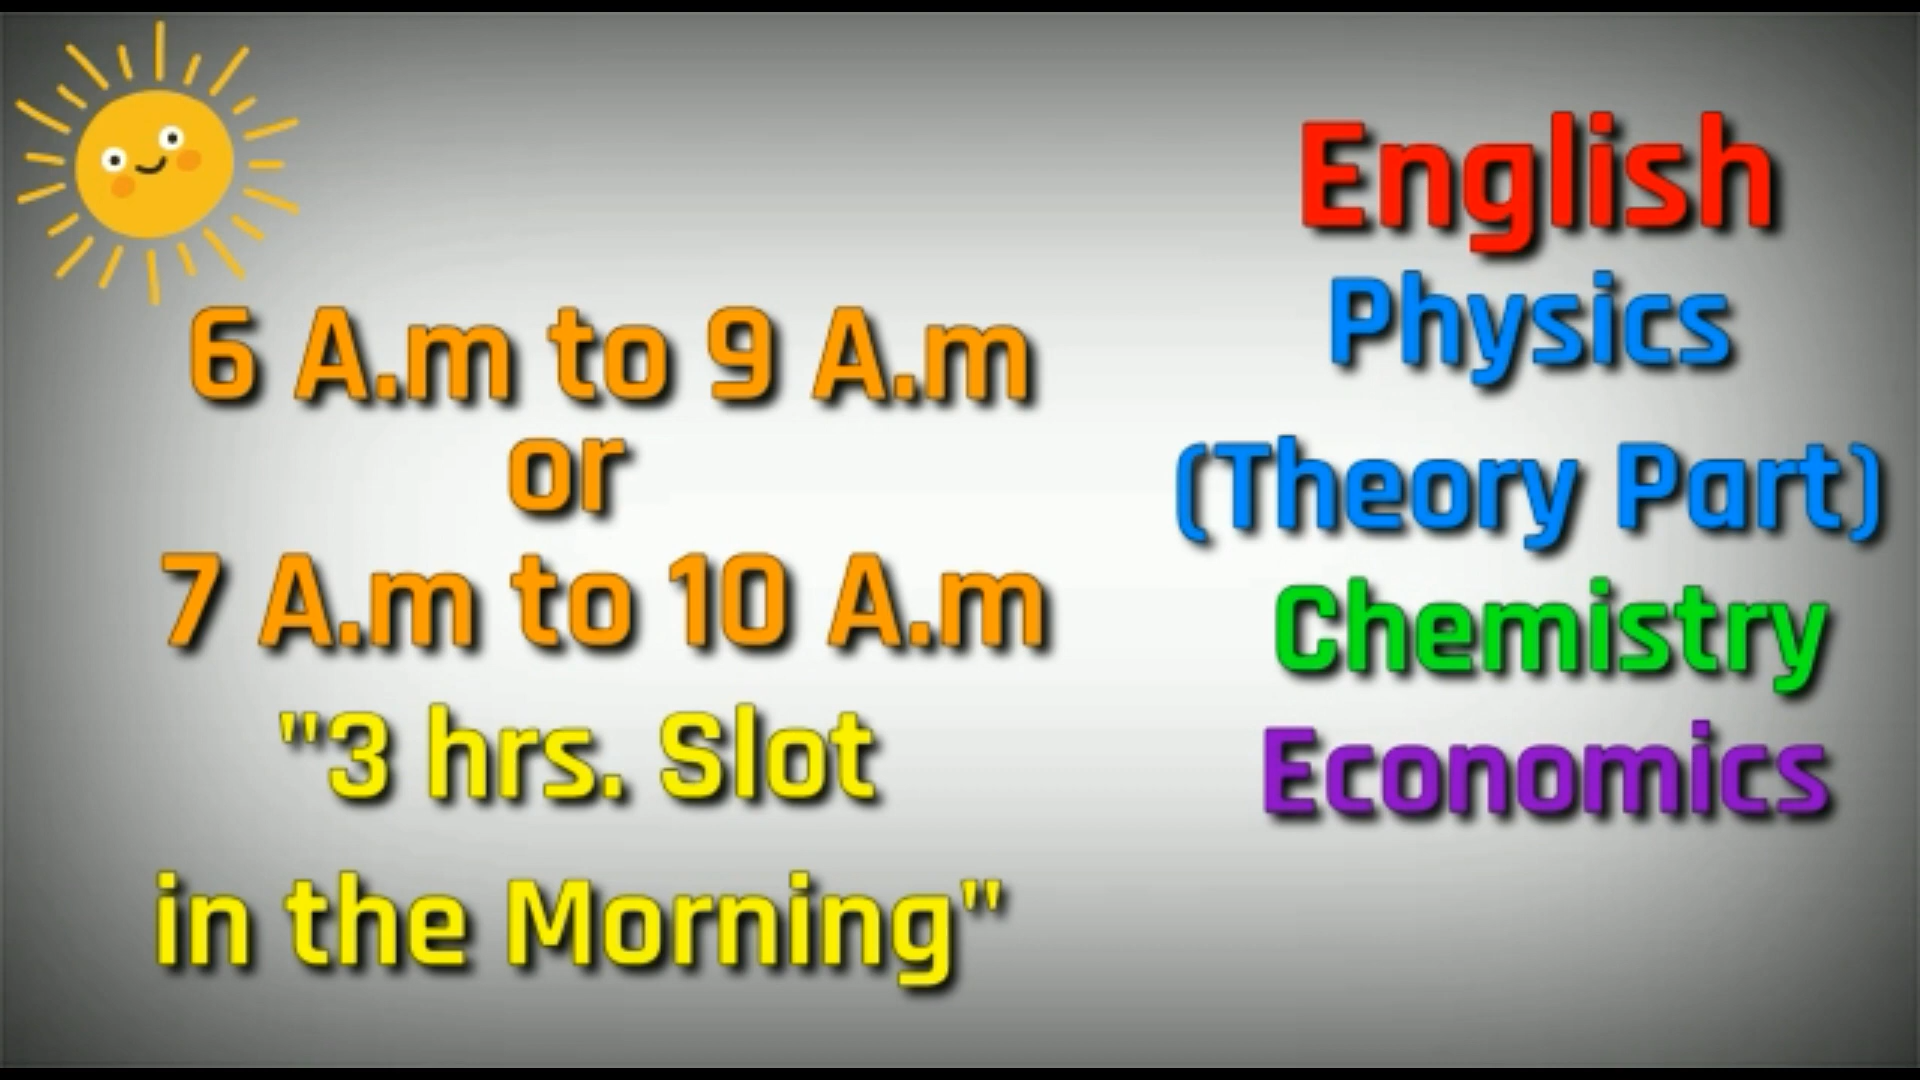 6 A.m to 9 A.m
or
7 A.m to 10 A.m
"3 hrs. Slot
in the Morning"
English
Physics
(Theory Part)
Chemistry
Economics